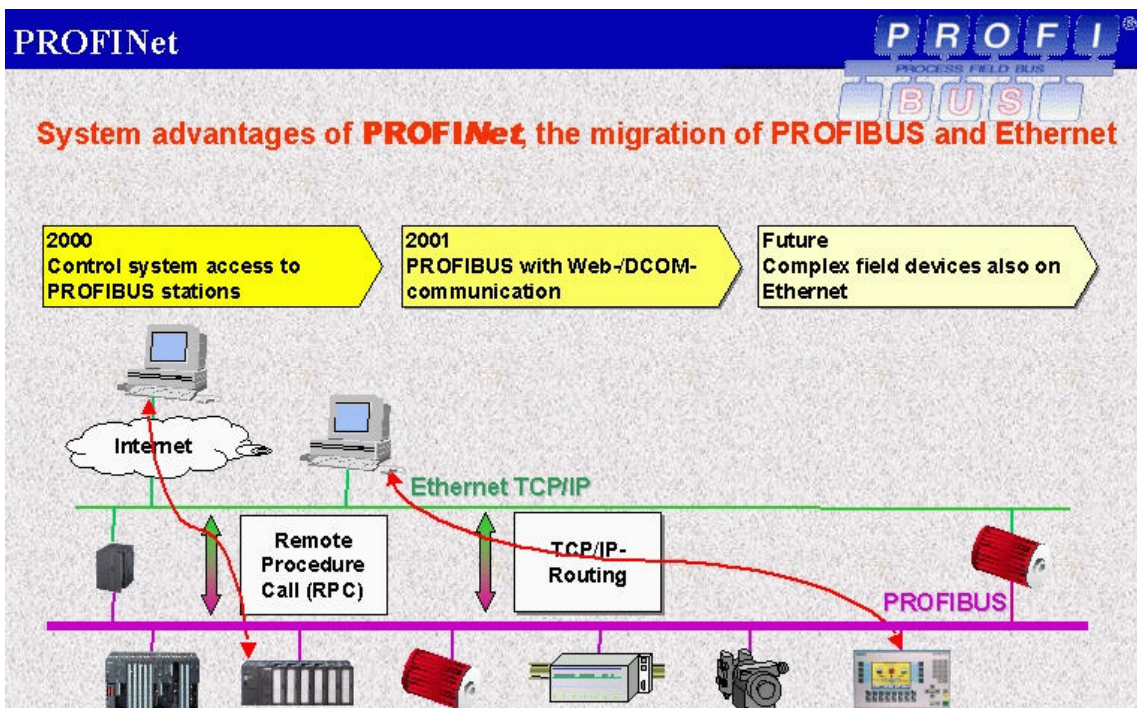 PROFINet
PROFI®
PROCESS FIELD BUS
BUS
System advantages of PROFINet, the migration of PROFIBUS and Ethernet
2000
Control system access to
PROFIBUS stations
2001
PROFIBUS with Web-/DCOM-
communication
Future
Complex field devices also on
Ethernet
Internet
Ethernet TCP/IP
Remote
Procedure
Call (RPC)
TCP/IP-
Routing
PROFIBUS